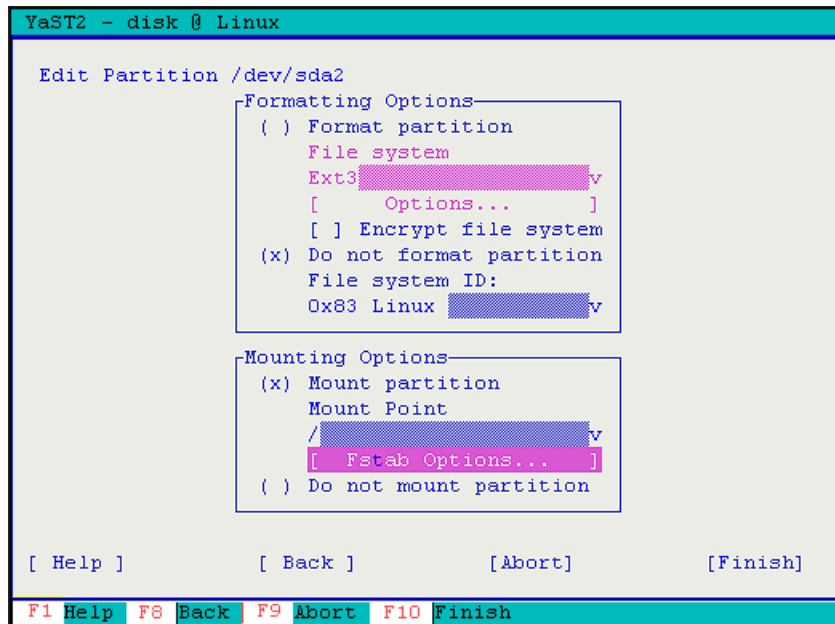 YaST2 - disk @ Linux
Edit Partition /dev/sda2
Formatting Options
( ) Format partition
File system
Ext3 v
[ Options... ]
[ ] Encrypt file system
(x) Do not format partition
File system ID:
0x83 Linux v
Mounting Options
(x) Mount partition
Mount Point
/ v
[ Fstab Options... ]
( ) Do not mount partition
[ Help ] [ Back ] [Abort] [Finish]
F1 Help F8 Back F9 Abort F10 Finish